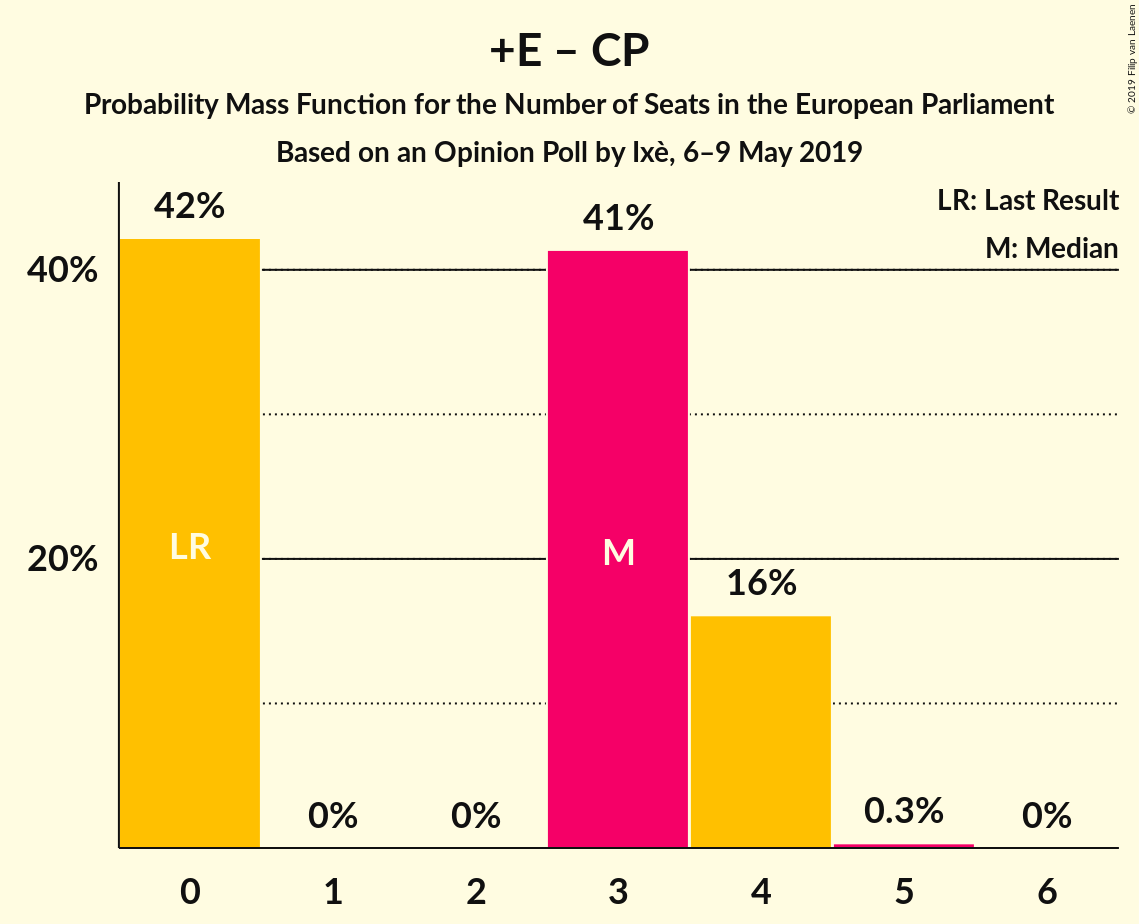 +E – CP
Probability Mass Function for the Number of Seats in the European Parliament
Based on an Opinion Poll by Ixè, 6–9 May 2019
© 2019 Filip van Laenen
LR: Last Result
M: Median
42%
41%
40%
LR
M
20%
16%
0%
0%
0.3%
0%
0
1
2
3
4
5
6